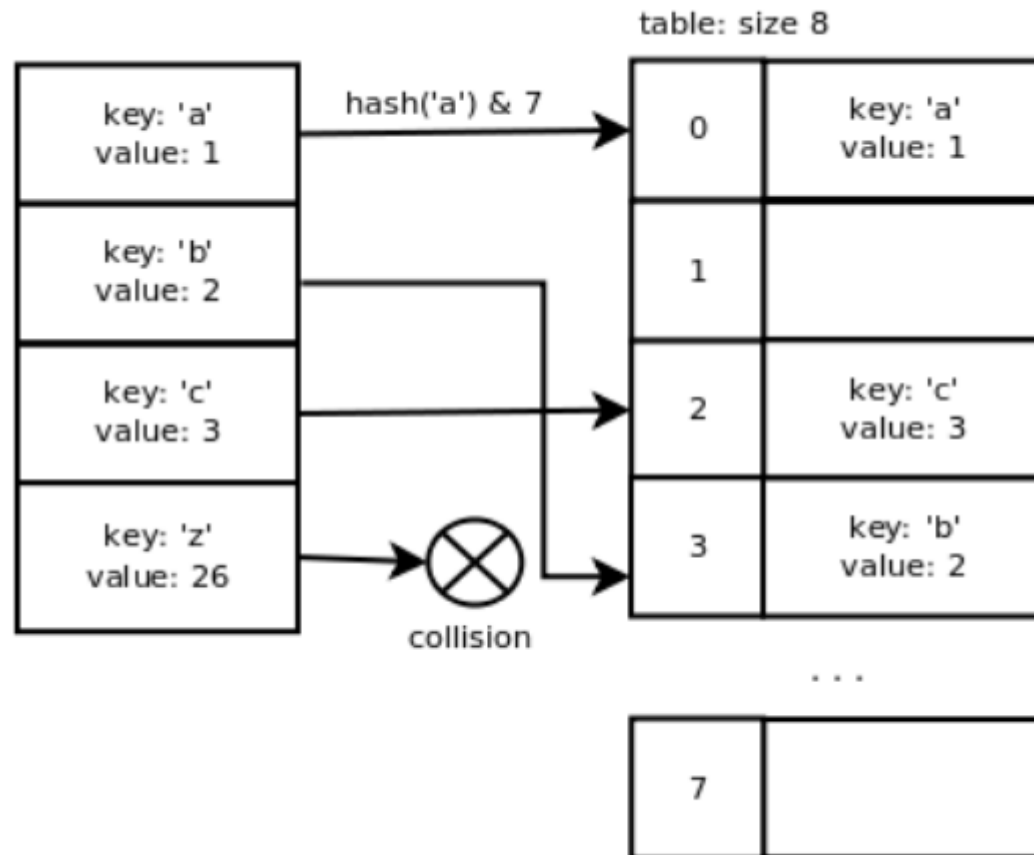 table: size 8
key: 'a'
value: 1
hash('a') & 7
0
key: 'a'
value: 1
key: 'b'
value: 2
1
key: 'c'
value: 3
2
key: 'c'
value: 3
key: 'z'
value: 26
collision
3
key: 'b'
value: 2
. . .
7